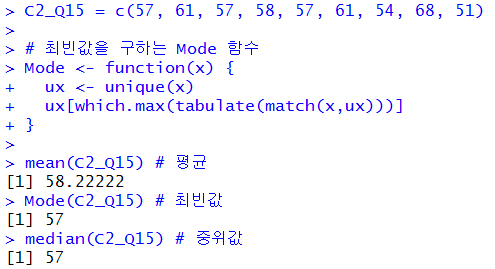 > C2_Q15 = c(57, 61, 57, 58, 57, 61, 54, 68, 51)
>
> # 최빈값을 구하는 Mode 함수
> Mode <- function(x) {
+   ux <- unique(x)
+   ux[which.max(tabulate(match(x,ux)))]
+ }
>
> mean(C2_Q15) # 평균
[1] 58.22222
> Mode(C2_Q15) # 최빈값
[1] 57
> median(C2_Q15) # 중위값
[1] 57